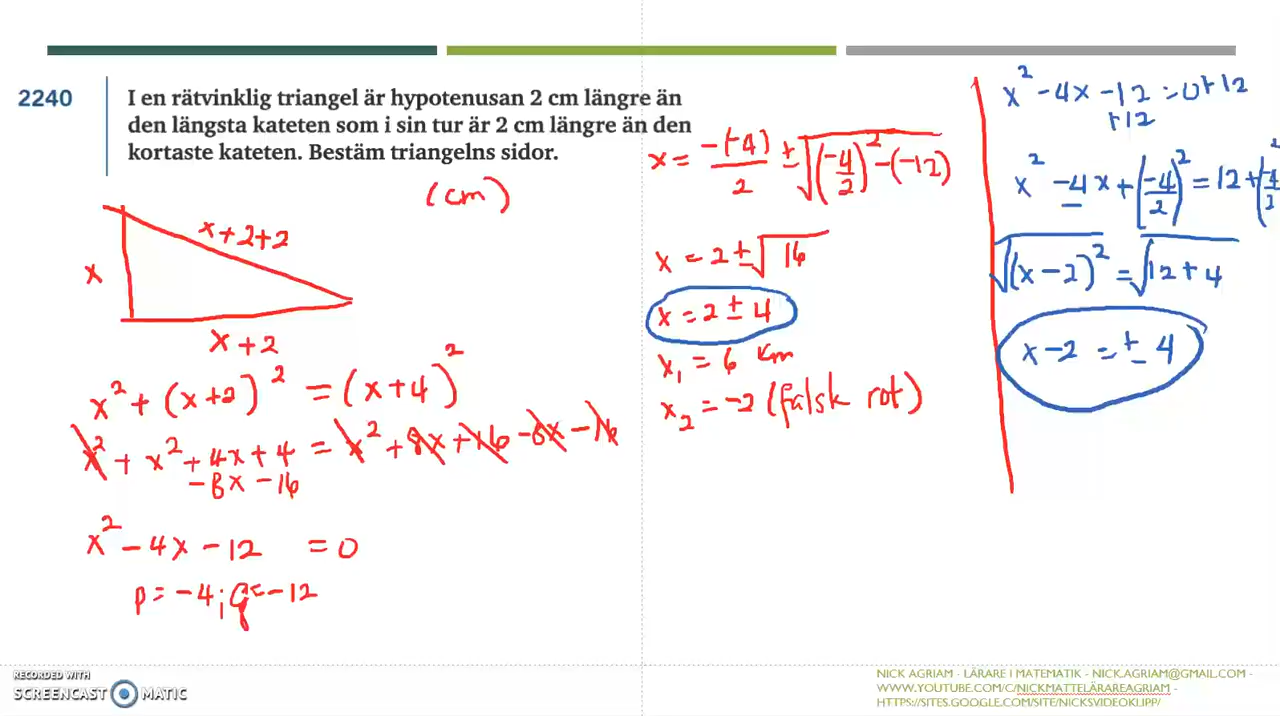 2240
I en rätvinklig triangel är hypotenusan 2 cm längre än
den längsta kateten som i sin tur är 2 cm längre än den
kortaste kateten. Bestäm triangelns sidor.
(cm)
x+2+2
x
x+2
x² + (x+2)² = (x+4)²
x² + x² + 4x + 4 = x² + 8x + 16 - 8x - 16
- 8x - 16
x² - 4x - 12 = 0
p = -4 ; q = -12
x = -(-4)/2 ± √((-4/2)² - (-12))
x = 2 ± √16
x = 2 ± 4
x₁ = 6 km
x₂ = -2 (falsk rot)
x² - 4x - 12 = 0 + 12
+12
x² - 4x + (-4/2)² = 12 + (-4/2)²
√(x-2)² = √12 + 4
x - 2 = ± 4
RECORDED WITH
SCREENCAST MATIC
NICK AGRIAM - LÄRARE I MATEMATIK - NICK.AGRIAM@GMAIL.COM -
WWW.YOUTUBE.COM/C/NICKMATTELÄRAREAGRIAM -
HTTPS://SITES.GOOGLE.COM/SITE/NICKSVIDEOKLIPP/